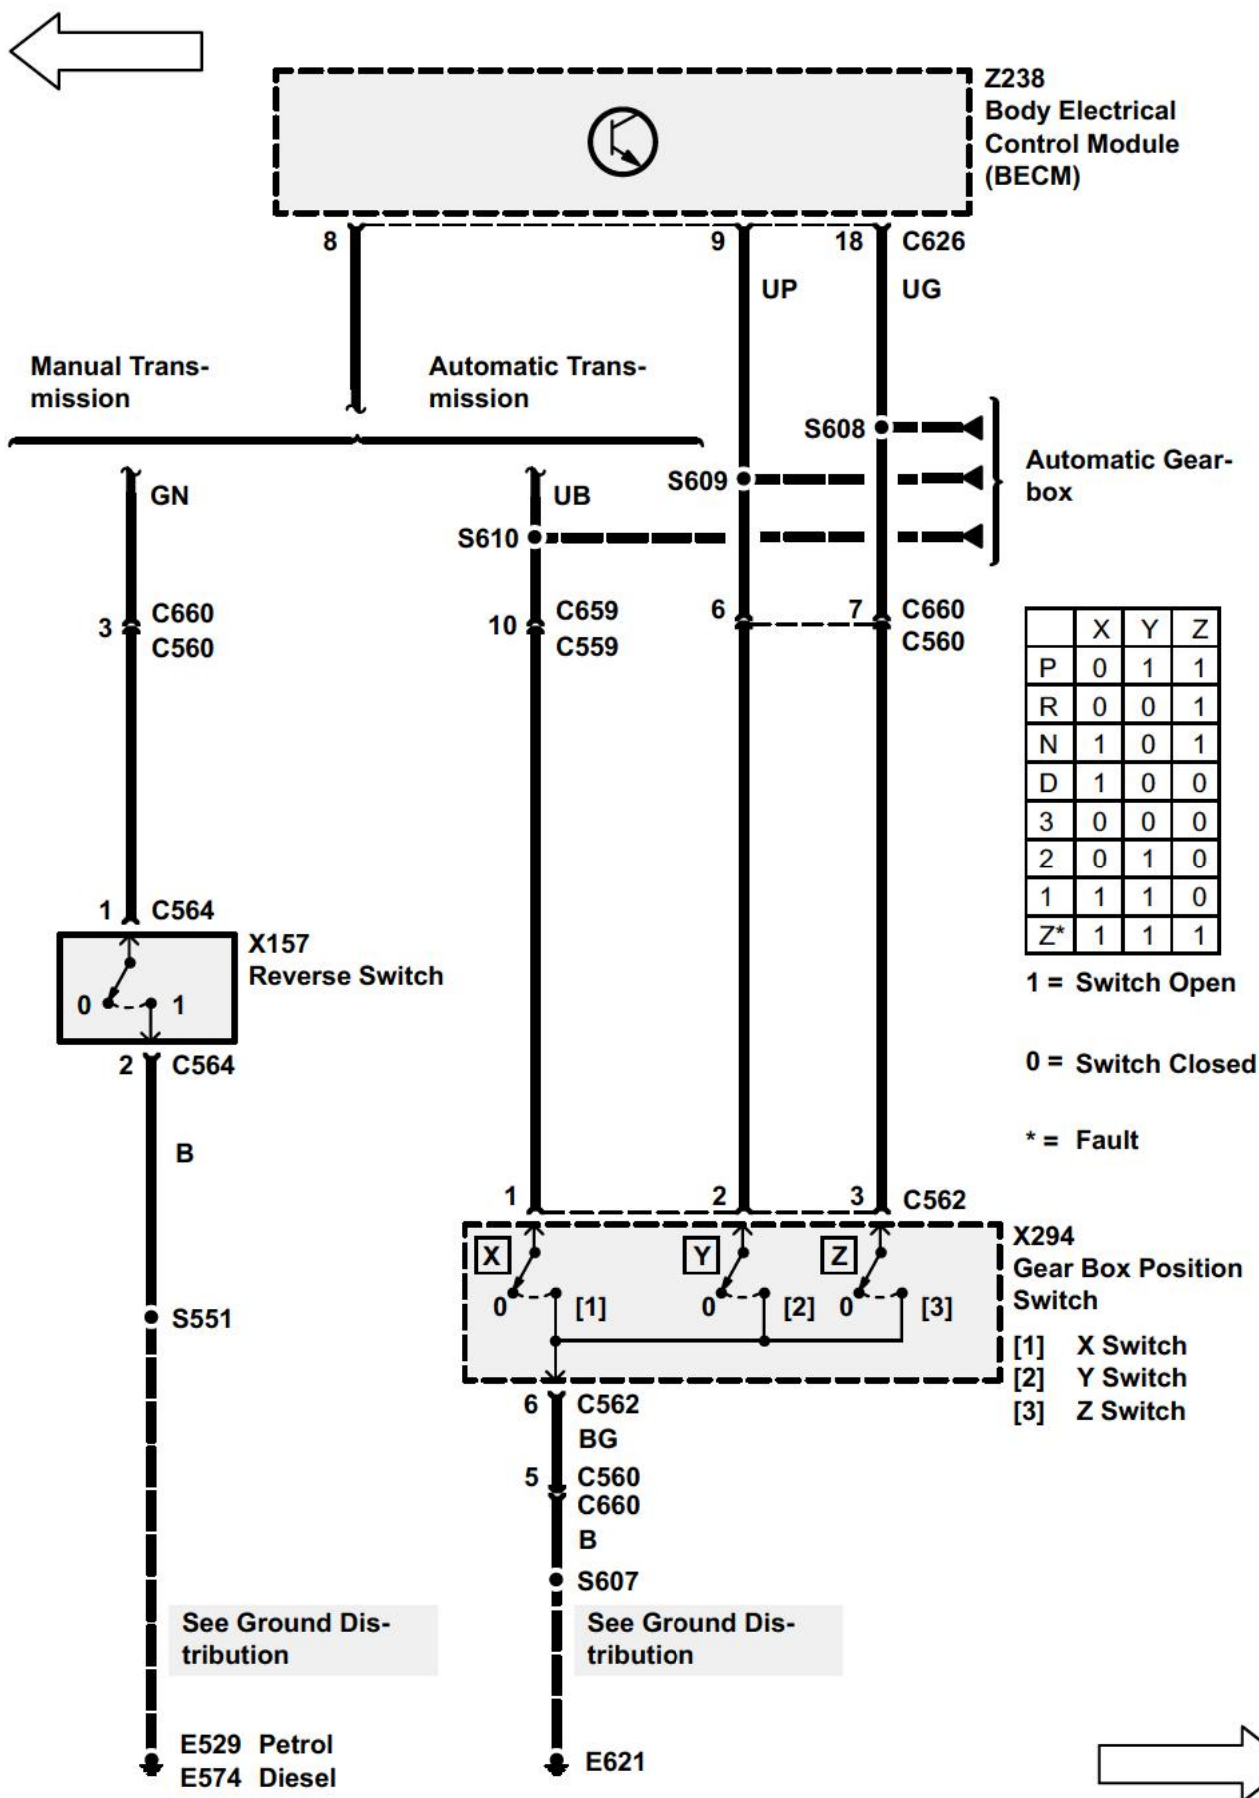 Z238
Body Electrical
Control Module
(BECM)
8
9
18
C626
UP
UG
Manual Trans-
mission
Automatic Trans-
mission
S608
S609
S610
Automatic Gear-
box
GN
UB
3
C660
C560
10
C659
C559
6
7
C660
C560
X Y Z
P 0 1 1
R 0 0 1
N 1 0 1
D 1 0 0
3 0 0 0
2 0 1 0
1 1 1 0
Z* 1 1 1
1 = Switch Open
0 = Switch Closed
* = Fault
1
C564
X157
Reverse Switch
0
1
2
C564
B
S551
1
2
3
C562
X
Y
Z
0
[1]
0
[2]
0
[3]
X294
Gear Box Position
Switch
[1] X Switch
[2] Y Switch
[3] Z Switch
6
C562
BG
5
C560
C660
B
S607
See Ground Dis-
tribution
See Ground Dis-
tribution
E529 Petrol
E574 Diesel
E621